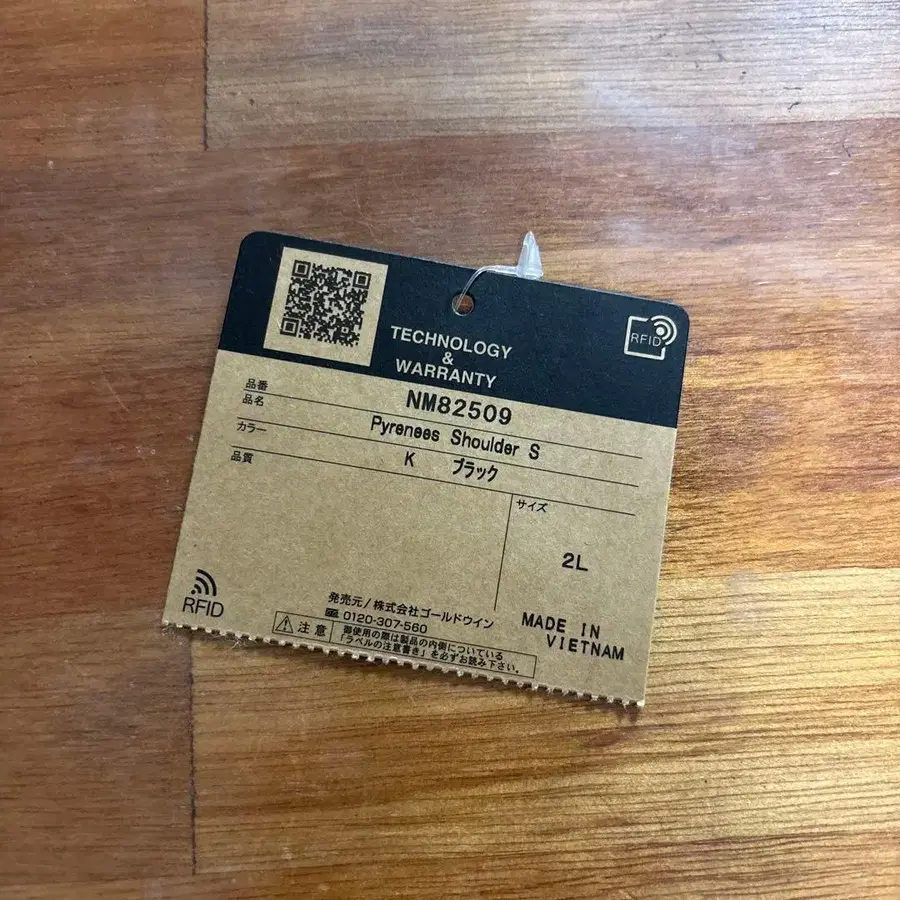 TECHNOLOGY
&
WARRANTY
RFID
品番 NM82509
品名 Pyrenees Shoulder S
カラー K ブラック
品質
サイズ
2L
RFID
発売元/株式会社ゴールドウイン
0120-307-560
MADE IN
VIETNAM
注意
御使用の際は製品の内側についている
「ラベルの注意書き」を必ずお読み下さい。